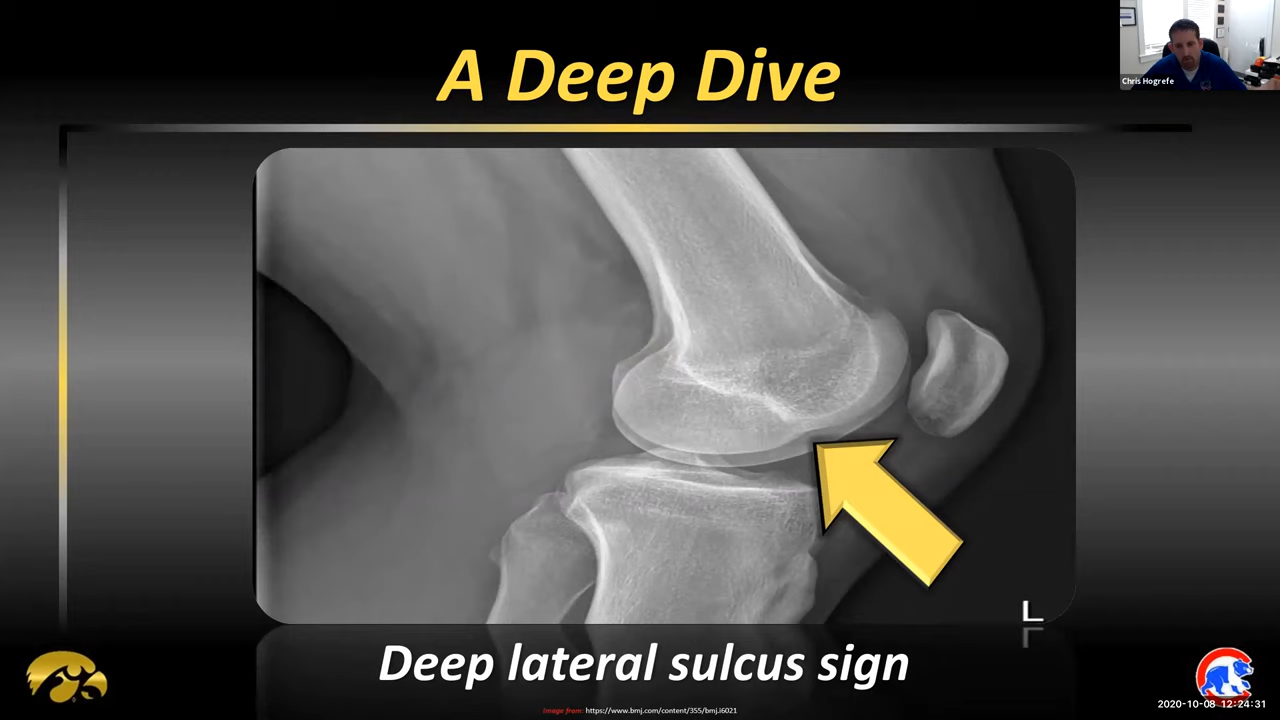 A Deep Dive
Chris Hogrefe
L
Deep lateral sulcus sign
Image from: https://www.bmj.com/content/355/bmj.i6021
2020-10-08 12:24:31